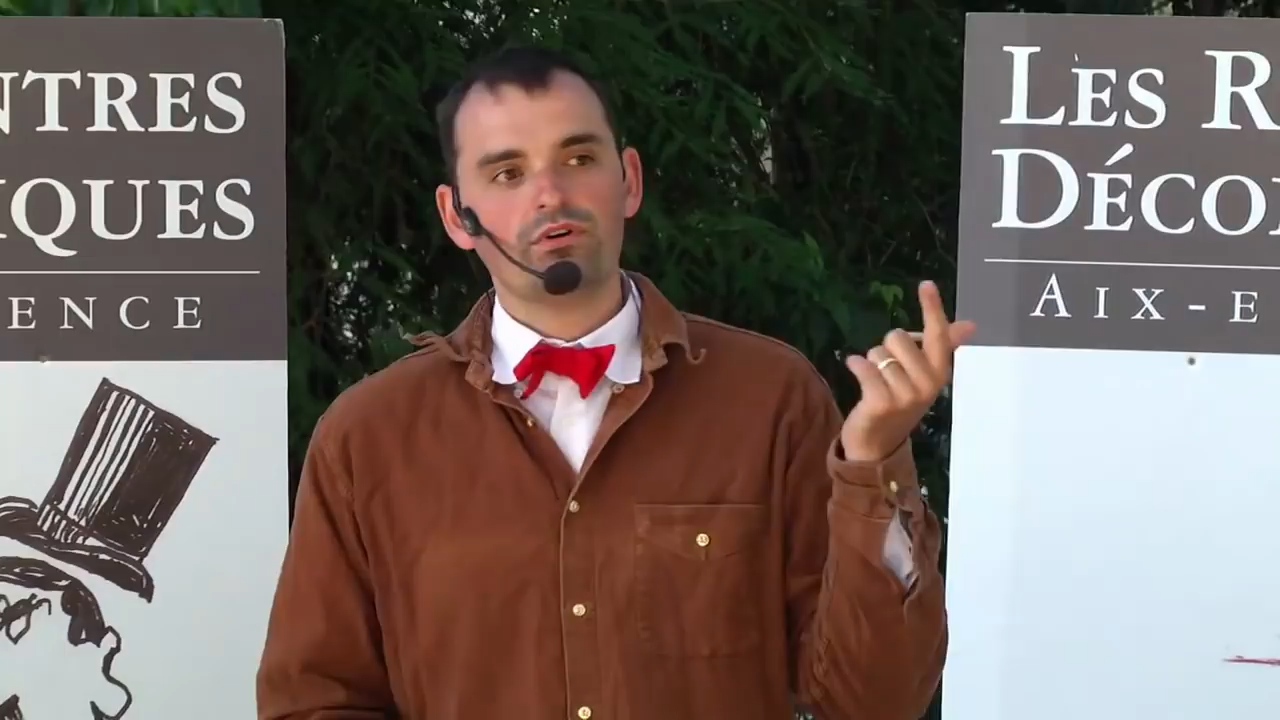 NTRES
IQUES
ENCE
LES R
DÉCO
AIX-E